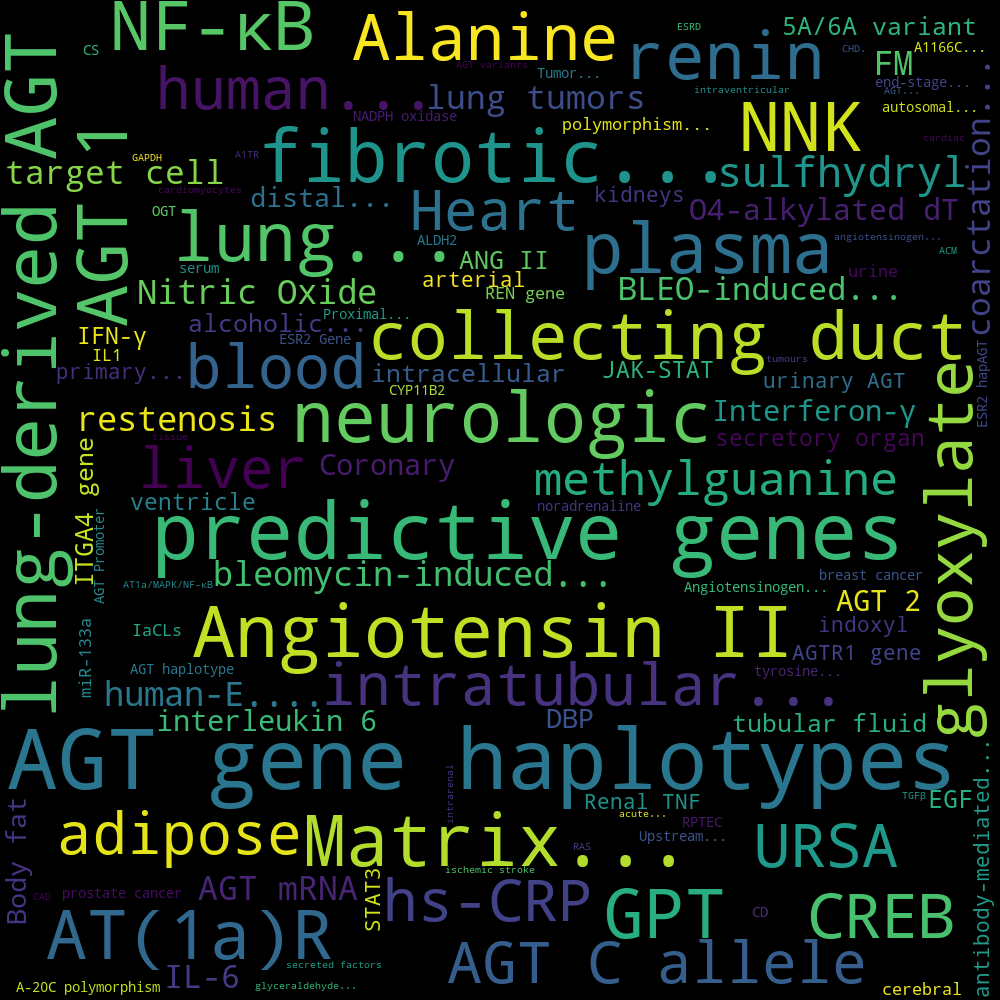 NF-κB
CS
Alanine
ESRD
5A/6A variant
renin
CHD.
A1166C...
FM
AGT variants
Tumor...
end-stage...
human...
lung tumors
intraventricular
AGT...
NNK
autosomal...
NADPH oxidase
polymorphism...
cardiac
lung-derived AGT
AGT 1
coarctation...
GAPDH
A1TR
fibrotic...
target cell
sulfhydryl
cardiomyocytes
distal...
Heart
kidneys
O4-alkylated dT
OGT
lung...
ALDH2
plasma
angiotensinogen...
ACM
serum
ANG II
arterial
urine
Nitric Oxide
REN gene
BLEO-induced...
Proximal...
alcoholic...
collecting duct
IFN-γ
ESR2 Gene
ESR2 hapAGT
IL1
primary...
blood
intracellular
JAK-STAT
tumours
urinary AGT
CYP11B2
restenosis
neurologic
Interferon-γ
glyoxylate
tissue
secretory organ
ITGA4 gene
liver
Coronary
methylguanine
ventricle
noradrenaline
AGT Promoter
predictive genes
AT1a/MAPK/NF-κB
bleomycin-induced...
breast cancer
Angiotensinogen...
AGT 2
miR-133a
IaCLs
Angiotensin II
indoxyl
AGTR1 gene
AGT haplotype
tyrosine...
human-E....
intratubular...
interleukin 6
DBP
tubular fluid
AGT gene haplotypes
antibody-mediated...
intrarenal
Renal TNF
TGFβ
EGF
Body fat
adipose
Matrix...
acute...
RPTEC
Upstream...
URSA
RAS
ischemic stroke
STAT3
CAD
prostate cancer
AGT mRNA
hs-CRP
GPT
CD
CREB
AT(1a)R
AGT C allele
secreted factors
IL-6
A-20C polymorphism
glyceraldehyde...
cerebral